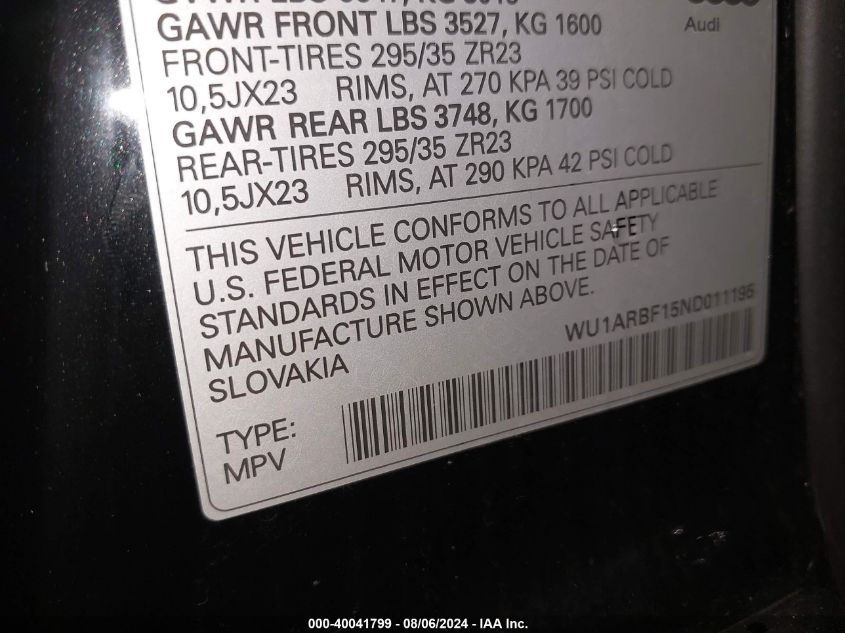 GAWR FRONT LBS 3527, KG 1600
Audi
FRONT-TIRES 295/35 ZR23
10,5JX23 RIMS, AT 270 KPA 39 PSI COLD
GAWR REAR LBS 3748, KG 1700
REAR-TIRES 295/35 ZR23
10,5JX23 RIMS, AT 290 KPA 42 PSI COLD
THIS VEHICLE CONFORMS TO ALL APPLICABLE
U.S. FEDERAL MOTOR VEHICLE SAFETY
STANDARDS IN EFFECT ON THE DATE OF
MANUFACTURE SHOWN ABOVE.
WU1ARBF15ND011195
SLOVAKIA
TYPE:
MPV
000-40041799 - 08/06/2024 - IAA Inc.